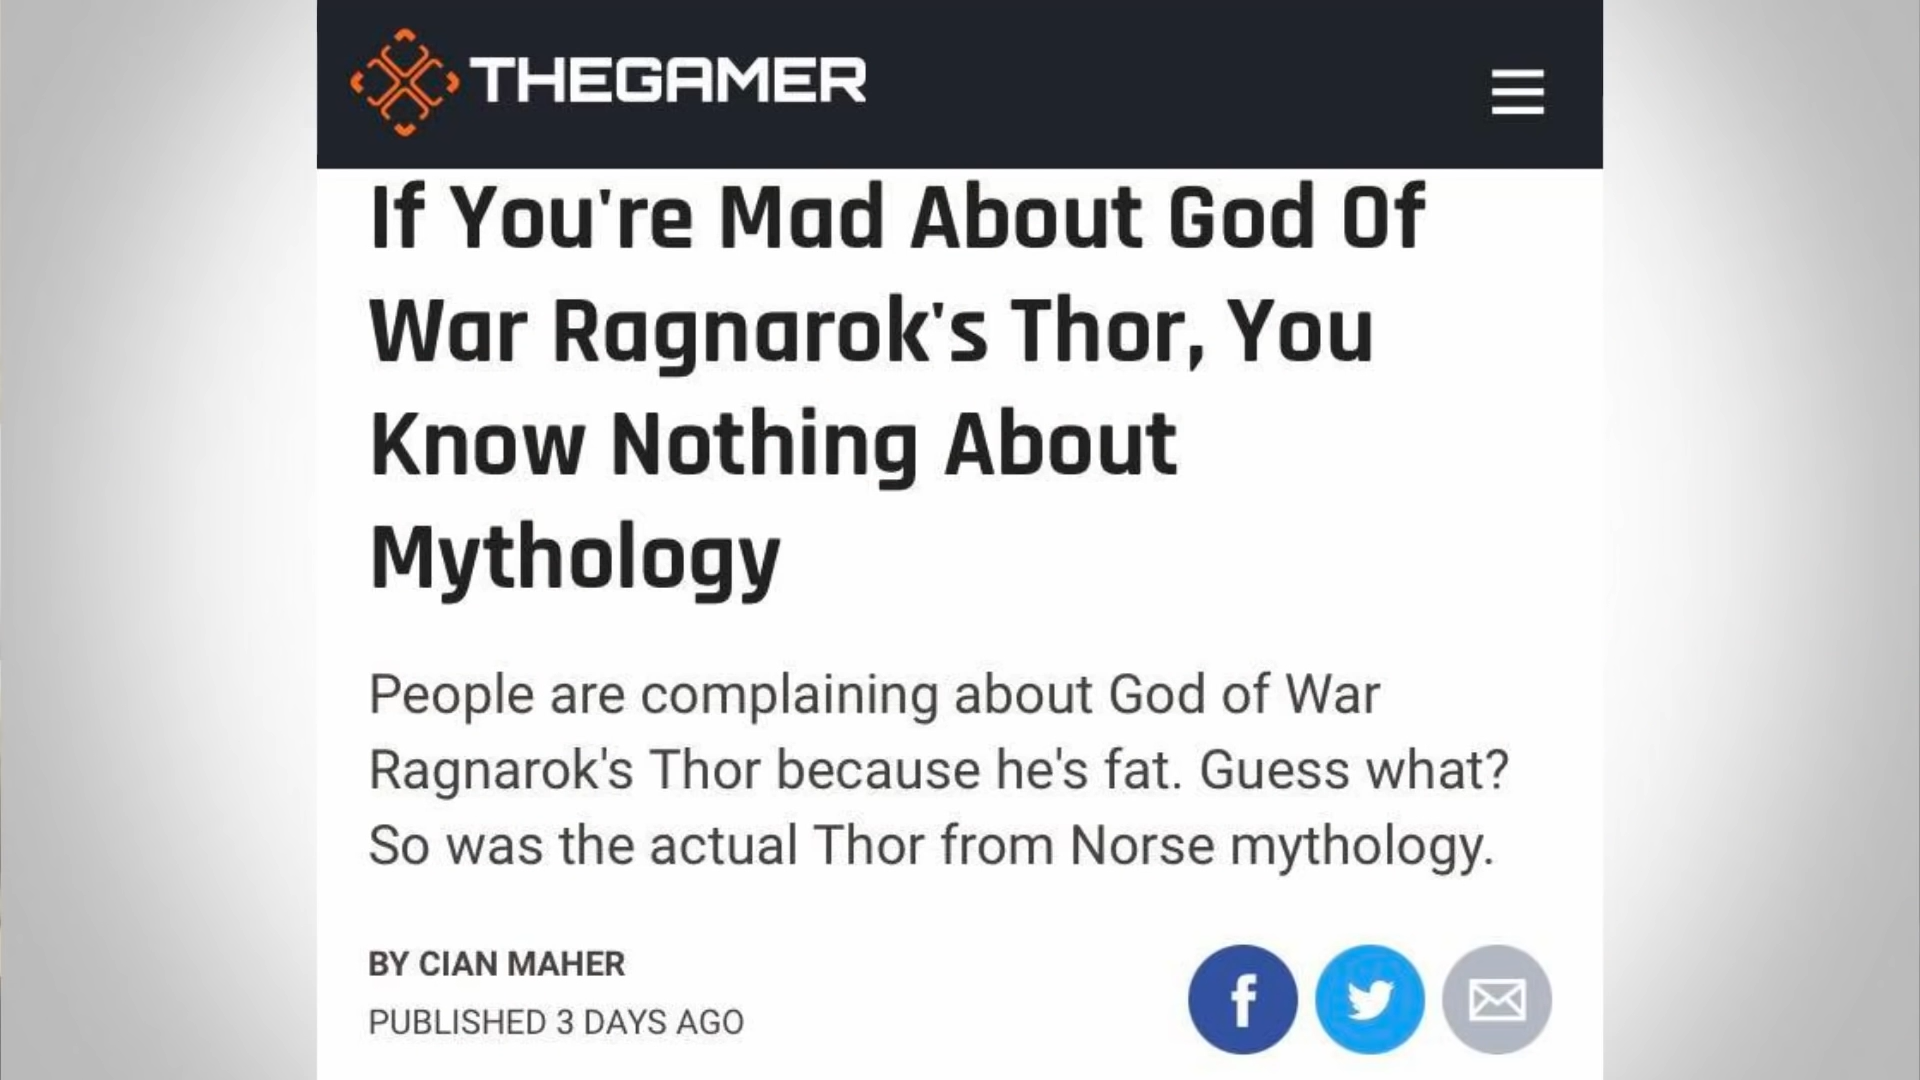 THEGAMER
If You're Mad About God Of
War Ragnarok's Thor, You
Know Nothing About
Mythology
People are complaining about God of War
Ragnarok's Thor because he's fat. Guess what?
So was the actual Thor from Norse mythology.
BY CIAN MAHER
PUBLISHED 3 DAYS AGO